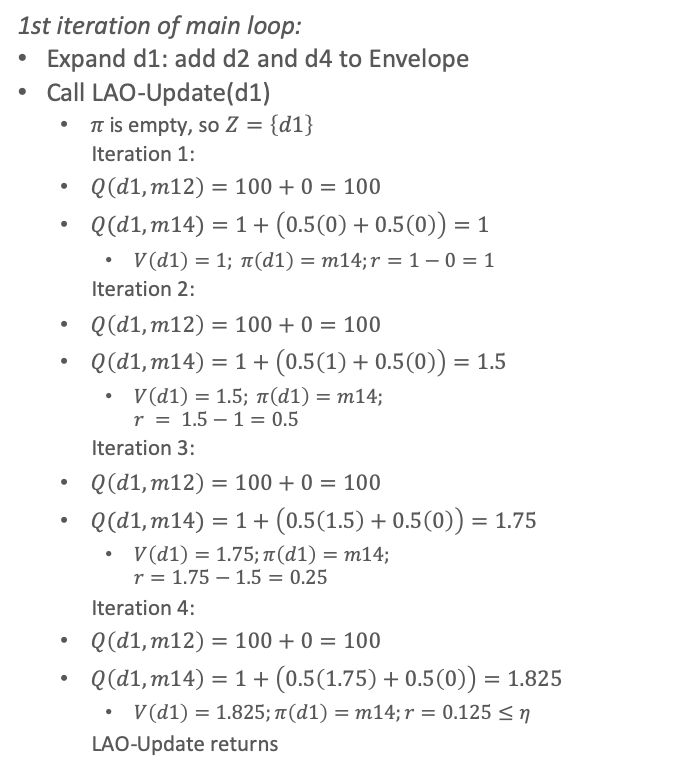 1st iteration of main loop:
• Expand d1: add d2 and d4 to Envelope
• Call LAO-Update(d1)
• π is empty, so Z = {d1}
Iteration 1:
• Q(d1, m12) = 100 + 0 = 100
• Q(d1, m14) = 1 + (0.5(0) + 0.5(0)) = 1
• V(d1) = 1; π(d1) = m14; r = 1 − 0 = 1
Iteration 2:
• Q(d1, m12) = 100 + 0 = 100
• Q(d1, m14) = 1 + (0.5(1) + 0.5(0)) = 1.5
• V(d1) = 1.5; π(d1) = m14;
r = 1.5 − 1 = 0.5
Iteration 3:
• Q(d1, m12) = 100 + 0 = 100
• Q(d1, m14) = 1 + (0.5(1.5) + 0.5(0)) = 1.75
• V(d1) = 1.75; π(d1) = m14;
r = 1.75 − 1.5 = 0.25
Iteration 4:
• Q(d1, m12) = 100 + 0 = 100
• Q(d1, m14) = 1 + (0.5(1.75) + 0.5(0)) = 1.825
• V(d1) = 1.825; π(d1) = m14; r = 0.125 ≤ η
LAO-Update returns